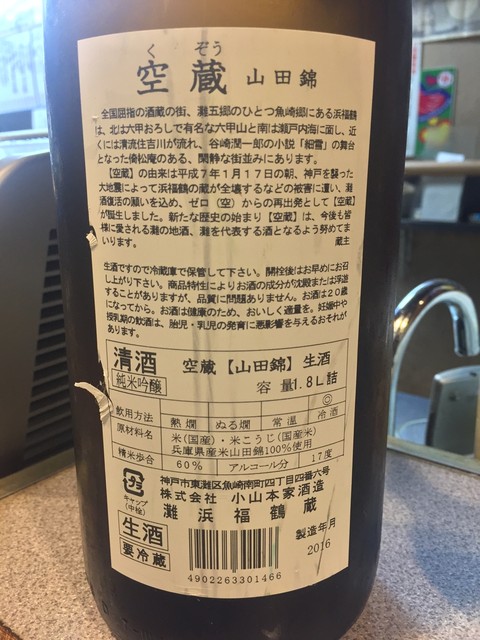 くぞう
空蔵 山田錦
全国屈指の酒蔵の街、灘五郷のひとつ魚崎郷にある浜福鶴
は、北は六甲おろしで有名な六甲山と南は瀬戸内海に面し、近
くには清流住吉川が流れ、谷崎潤一郎の小説「細雪」の舞台
となった倚松庵のある、閑静な街並みにあります。
【空蔵】の由来は平成7年1月17日の朝、神戸を襲った
大地震によって浜福鶴の蔵が全壊するなどの被害に遭い、灘
酒復活の願いを込め、ゼロ(空)からの再出発として【空蔵】
が誕生しました。新たな歴史の始まり【空蔵】は、今後も皆
様に愛される灘の地酒、灘を代表する酒となるよう努めてま
いります。 蔵主
生酒ですので冷蔵庫で保管して下さい。開栓後はお早めにお召
し上がり下さい。商品特性によりお酒の成分が沈殿または浮遊
することがありますが、品質に問題ありません。お酒は20歳
になってから。お酒は健康のため、おいしく適量を。妊娠中や
授乳期の飲酒は、胎児・乳児の発育に悪影響を与えるおそれが
あります。
清酒 空蔵【山田錦】生酒
純米吟醸 容量1.8L詰
◎
飲用方法 熱燗 ぬる燗 常温 冷酒
原材料名 米(国産)・米こうじ(国産米)
兵庫県産米山田錦100%使用
精米歩合 60% アルコール分 17度
神戸市東灘区魚崎南町四丁目四番六号
株式会社 小山本家酒造
灘浜福鶴蔵
キャップ
(中栓)
生酒
要冷蔵
製造年月
2016
4902263301466